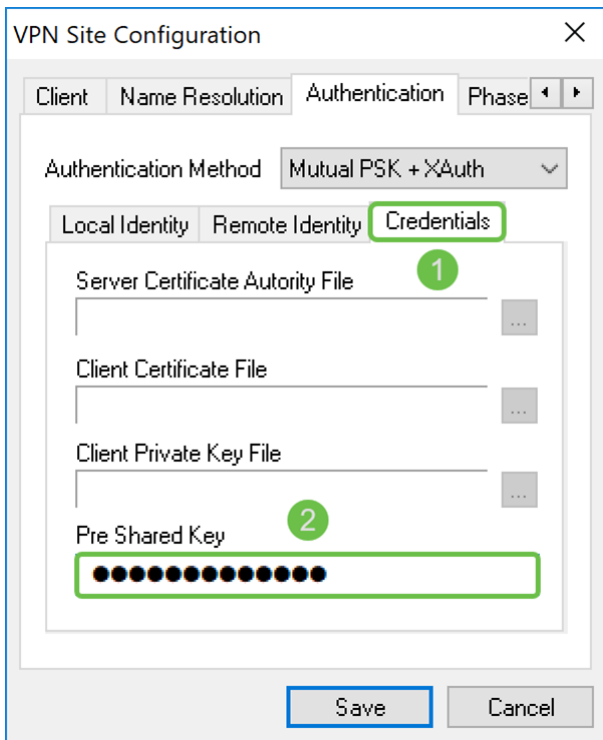 VPN Site Configuration
Client Name Resolution Authentication Phase
Authentication Method Mutual PSK + XAuth
Local Identity Remote Identity Credentials
1
Server Certificate Autority File
...
Client Certificate File
...
Client Private Key File
...
2
Pre Shared Key
●●●●●●●●●●●●●
Save Cancel